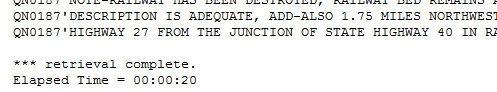 QN0187'NOTE-RAILWAY HAS BEEN DESTROYED, RAILWAY BED REMAINS
QN0187'DESCRIPTION IS ADEQUATE, ADD-ALSO 1.75 MILES NORTHWEST
QN0187'HIGHWAY 27 FROM THE JUNCTION OF STATE HIGHWAY 40 IN RA
*** retrieval complete.
Elapsed Time = 00:00:20